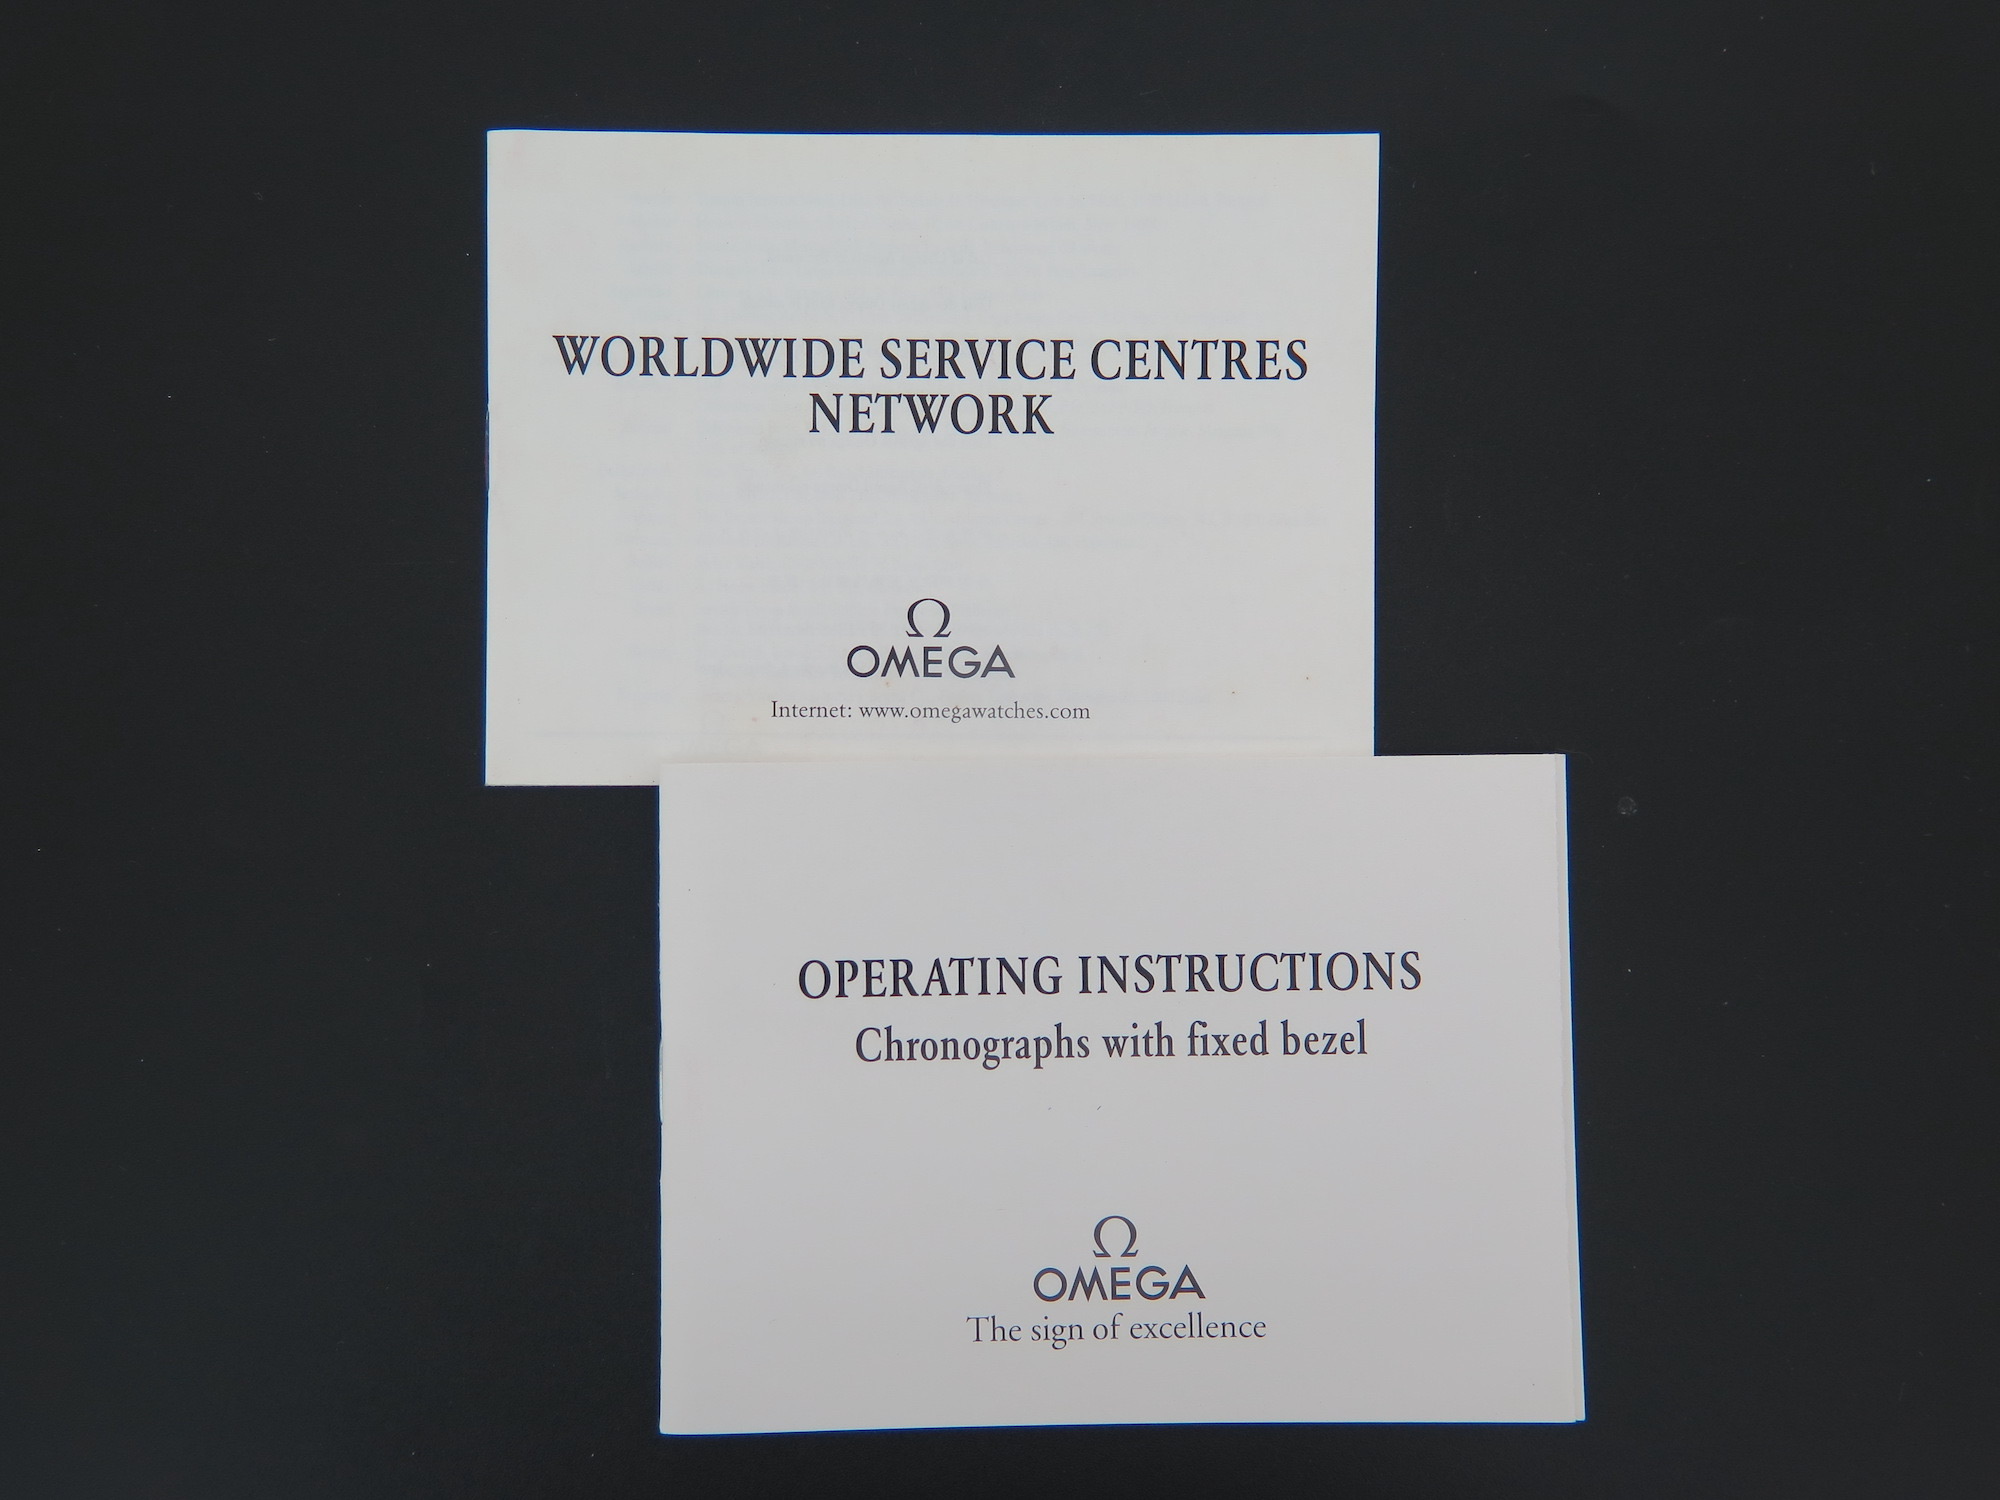 WORLDWIDE SERVICE CENTRES
NETWORK
Ω
OMEGA
Internet: www.omegawatches.com
OPERATING INSTRUCTIONS
Chronographs with fixed bezel
Ω
OMEGA
The sign of excellence